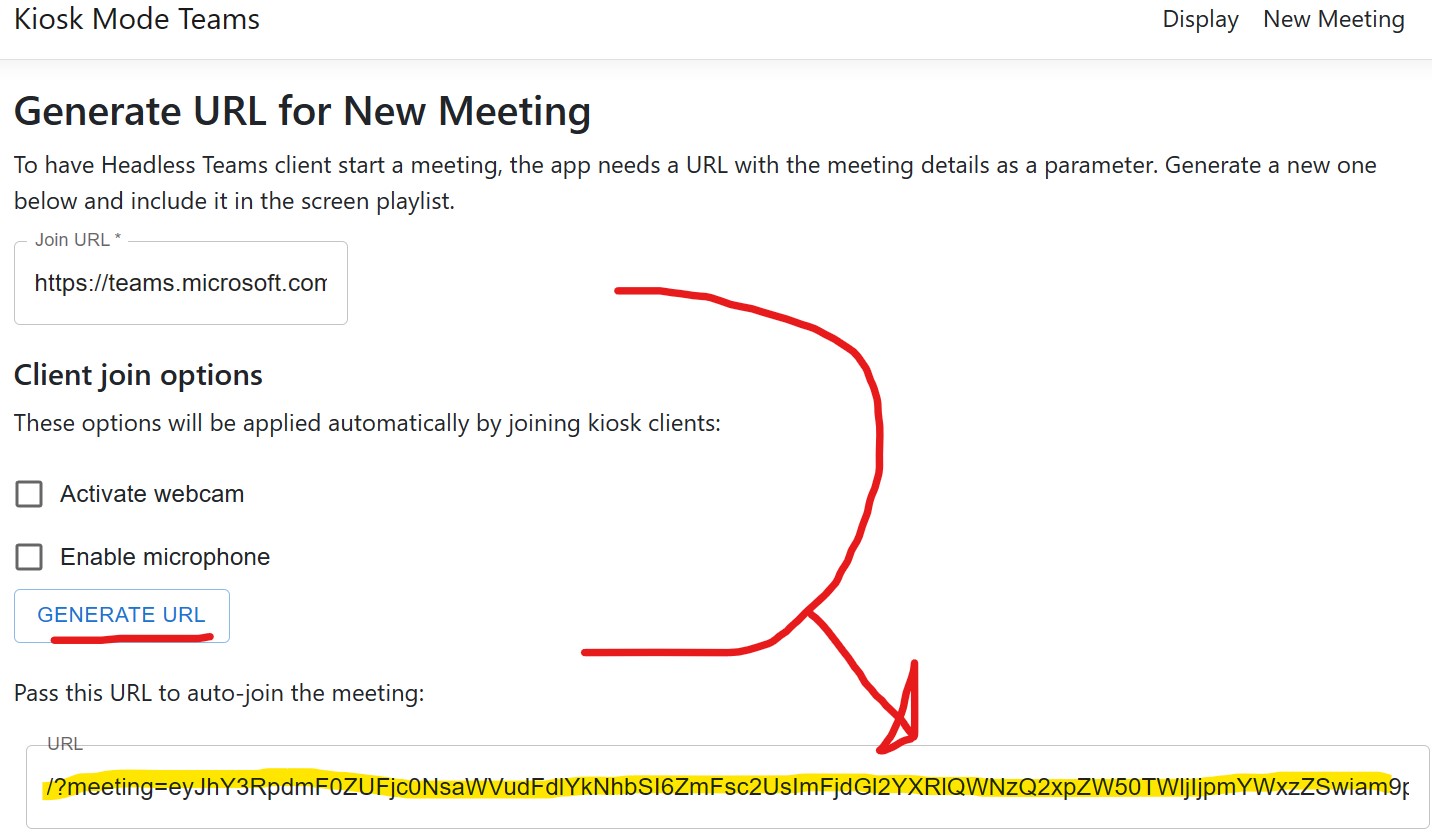 Kiosk Mode Teams
Display New Meeting
Generate URL for New Meeting
To have Headless Teams client start a meeting, the app needs a URL with the meeting details as a parameter. Generate a new one
below and include it in the screen playlist.
Join URL *
https://teams.microsoft.com
Client join options
These options will be applied automatically by joining kiosk clients:
Activate webcam
Enable microphone
GENERATE URL
Pass this URL to auto-join the meeting:
URL
/?meeting=eyJhY3RpdmF0ZUFjc0NsaWVudFdlYkNhbSI6ZmFsc2UsImFjdGl2YXRlQWNzQ2xpZW50TWljIjpmYWxzZSwiam9p